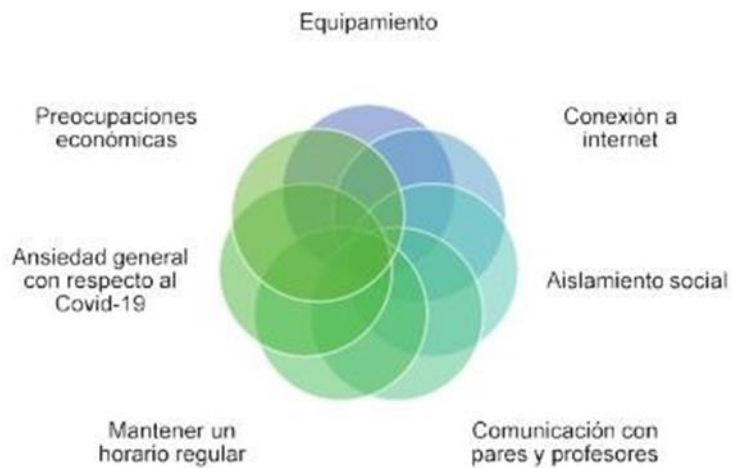 Equipamiento
Preocupaciones
económicas
Conexión a
internet
Ansiedad general
con respecto al
Covid-19
Aislamiento social
Mantener un
horario regular
Comunicación con
pares y profesores